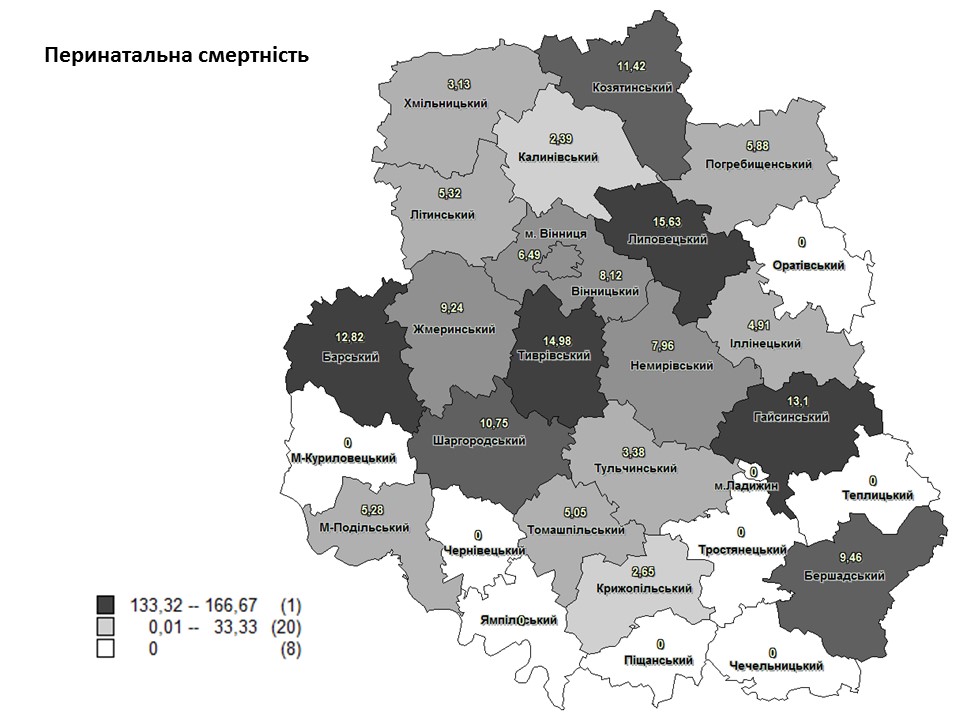 Перинатальна смертність
11,42
Козятинський
3,13
Хмільницький
2,39
Калинівський
5,88
Погребищенський
5,32
Літинський
15,63
Липовецький
м. Вінниця
6,49
0
Оратівський
8,12
Вінницький
9,24
Жмеринський
4,91
Іллінецький
12,82
Барський
14,98
Тиврівський
7,96
Немирівський
13,1
Гайсинський
10,75
Шаргородський
0
М-Куриловецький
3,38
Тульчинський
0
м.Ладижин
0
Теплицький
5,28
М-Подільський
5,05
Томашпільський
0
Чернівецький
0
Тростянецький
9,46
Бершадський
2,65
Крижопільський
133,32 -- 166,67 (1)
0,01 -- 33,33 (20)
0 (8)
0
Ямпільський
0
Піщанський
0
Чечельницький